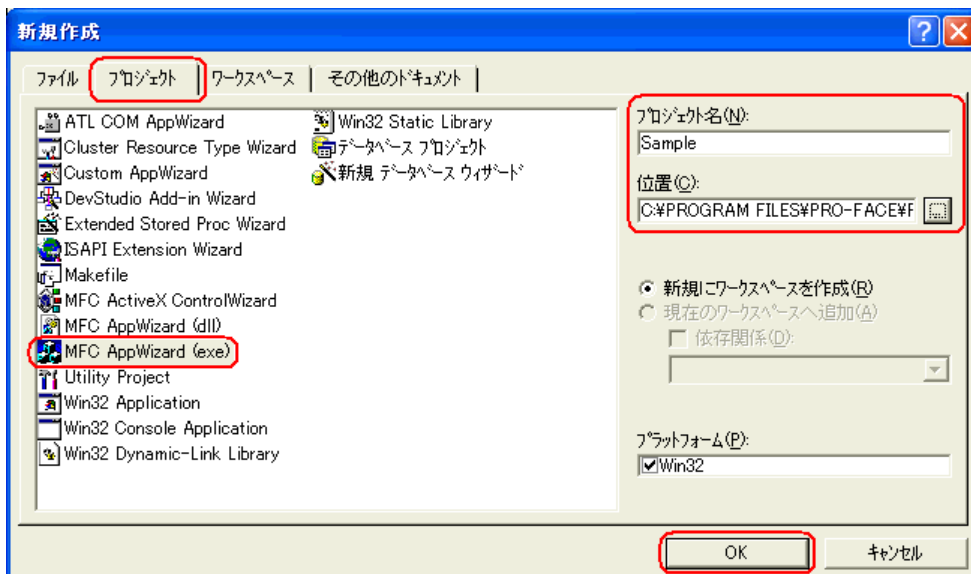 新規作成
ファイル プロジェクト ワークスペース その他のドキュメント
ATL COM AppWizard
Cluster Resource Type Wizard
Custom AppWizard
DevStudio Add-in Wizard
Extended Stored Proc Wizard
ISAPI Extension Wizard
Makefile
MFC ActiveX ControlWizard
MFC AppWizard (dll)
MFC AppWizard (exe)
Utility Project
Win32 Application
Win32 Console Application
Win32 Dynamic-Link Library
Win32 Static Library
データベース プロジェクト
新規 データベース ウィザード
プロジェクト名(N):
Sample
位置(C):
C:¥PROGRAM FILES¥PRO-FACE¥F
...
新規にワークスペースを作成(R)
現在のワークスペースへ追加(A)
依存関係(D):
プラットフォーム(P):
Win32
OK キャンセル